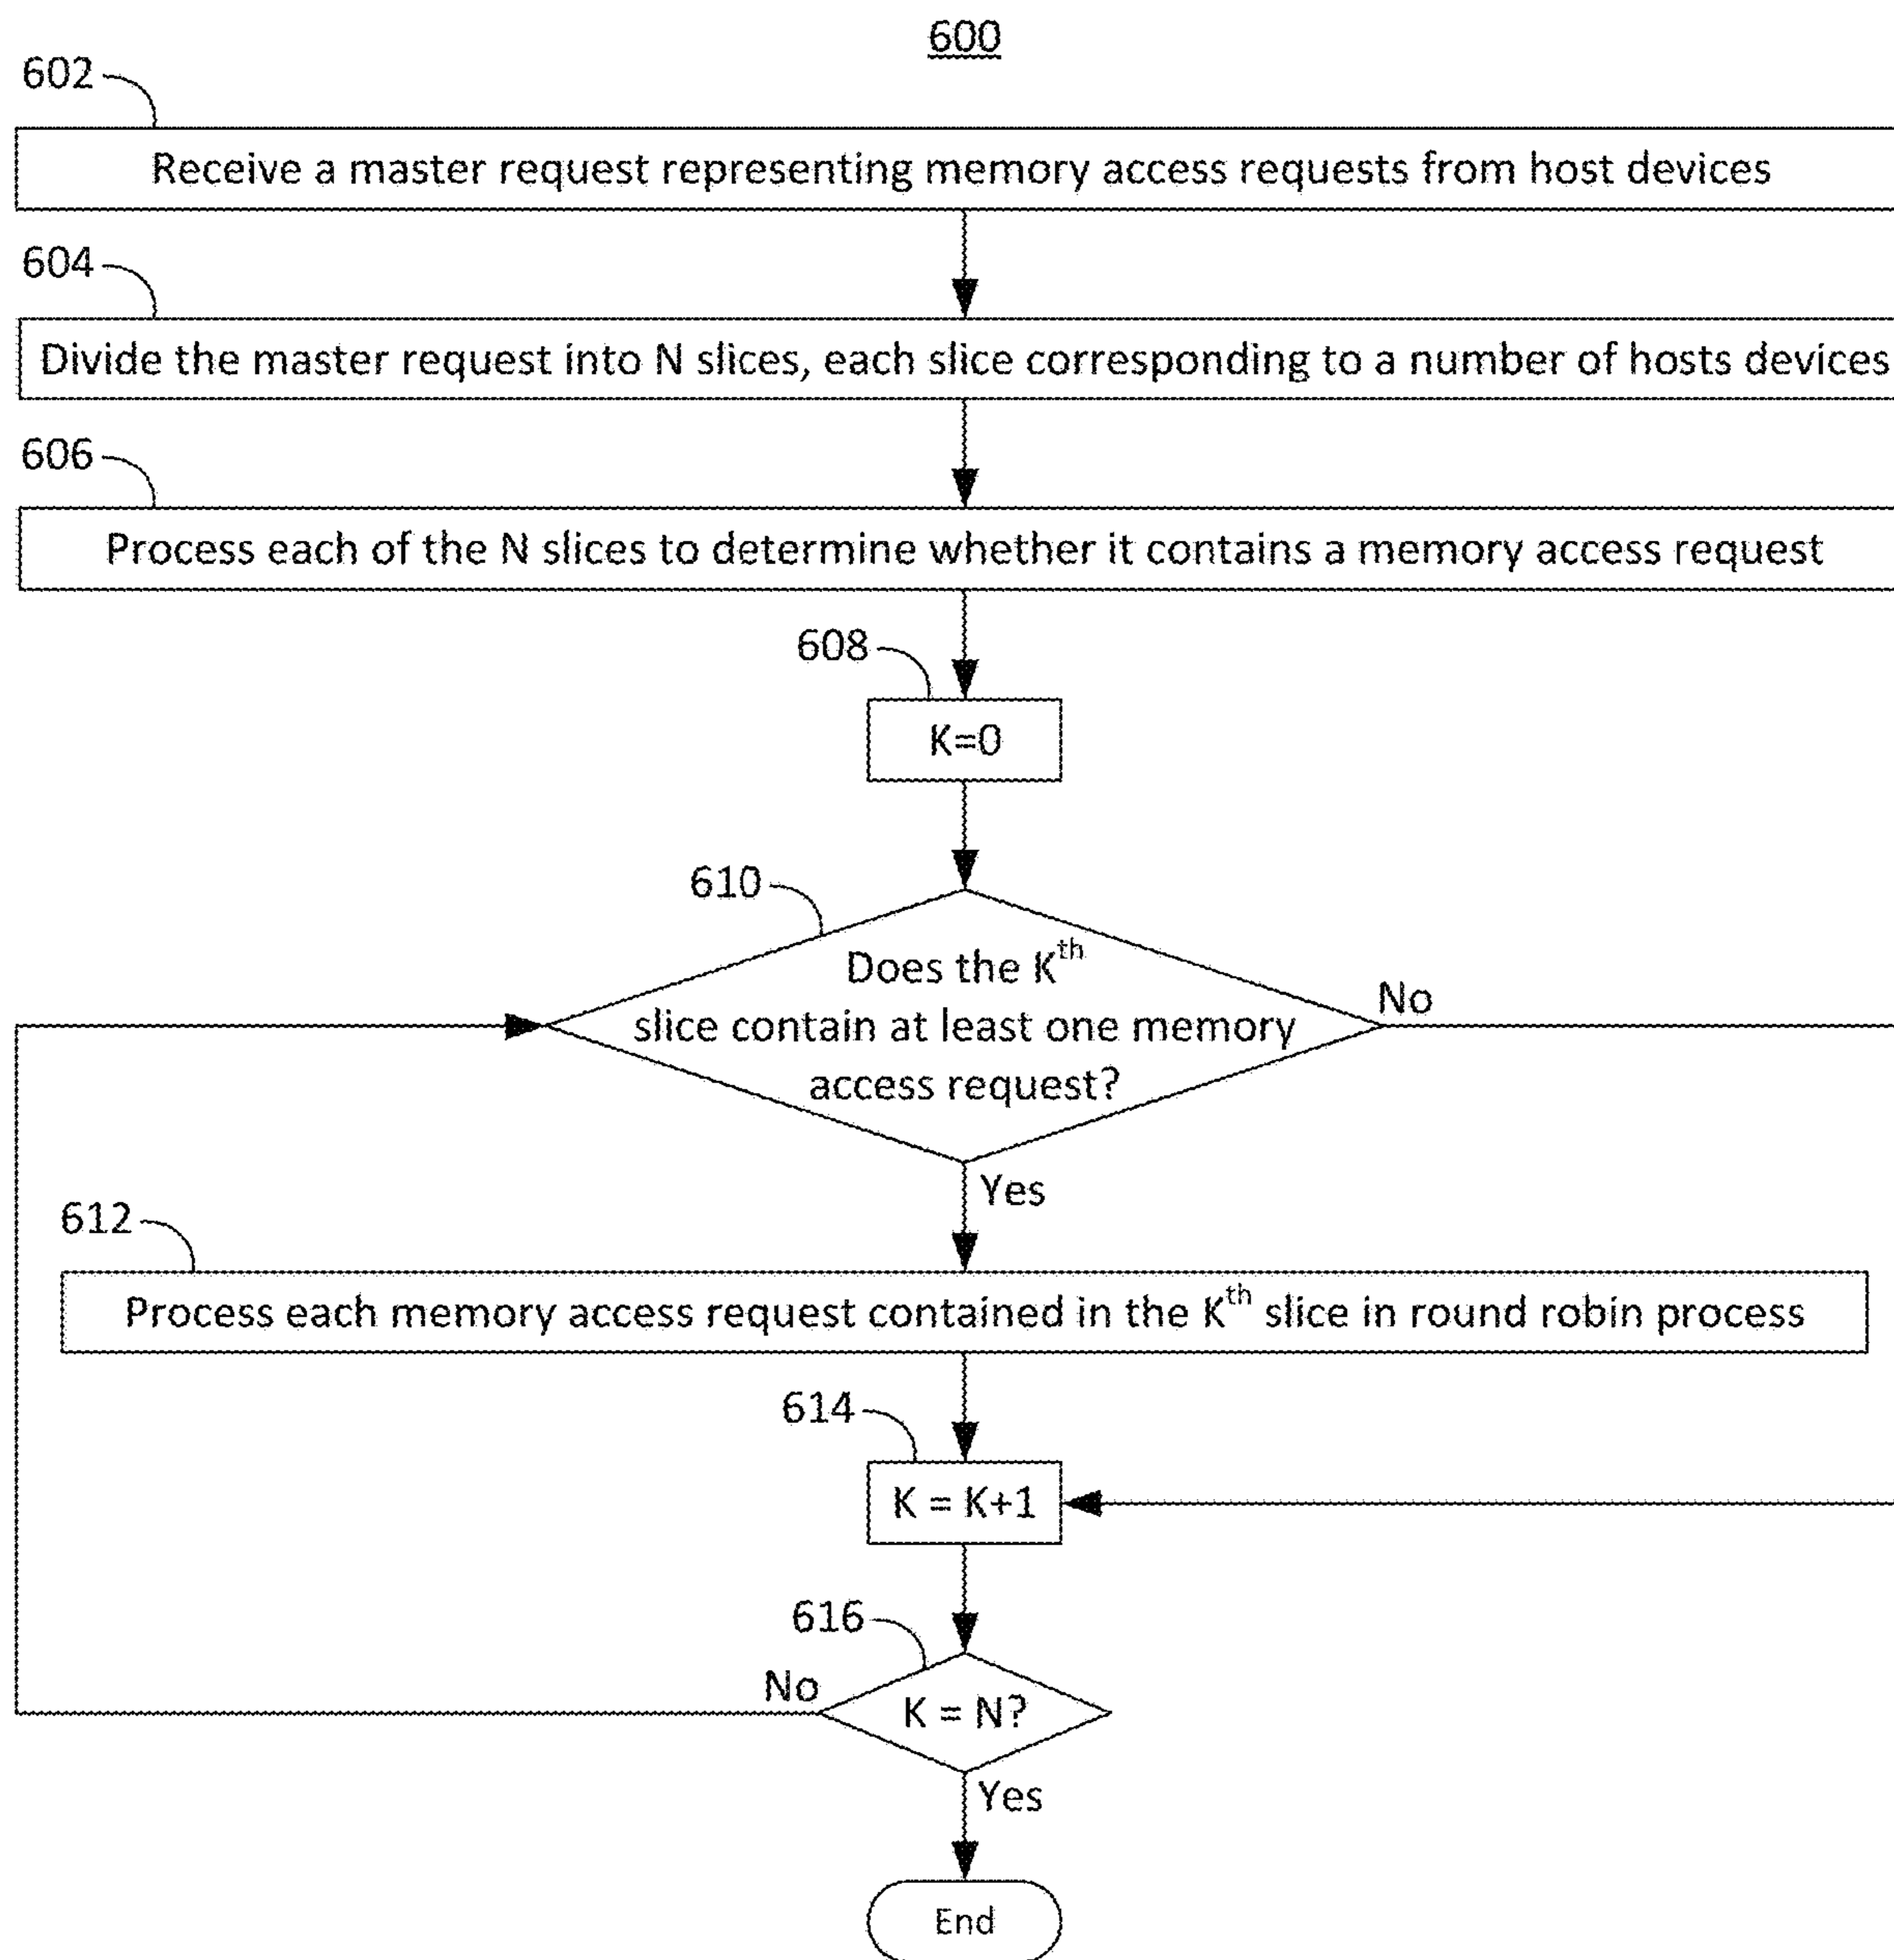 600
602
Receive a master request representing memory access requests from host devices
604
Divide the master request into N slices, each slice corresponding to a number of hosts devices
606
Process each of the N slices to determine whether it contains a memory access request
608
K=0
610
Does the Kth
slice contain at least one memory
access request?
No
Yes
612
Process each memory access request contained in the Kth slice in round robin process
614
K = K+1
616
No
K = N?
Yes
End